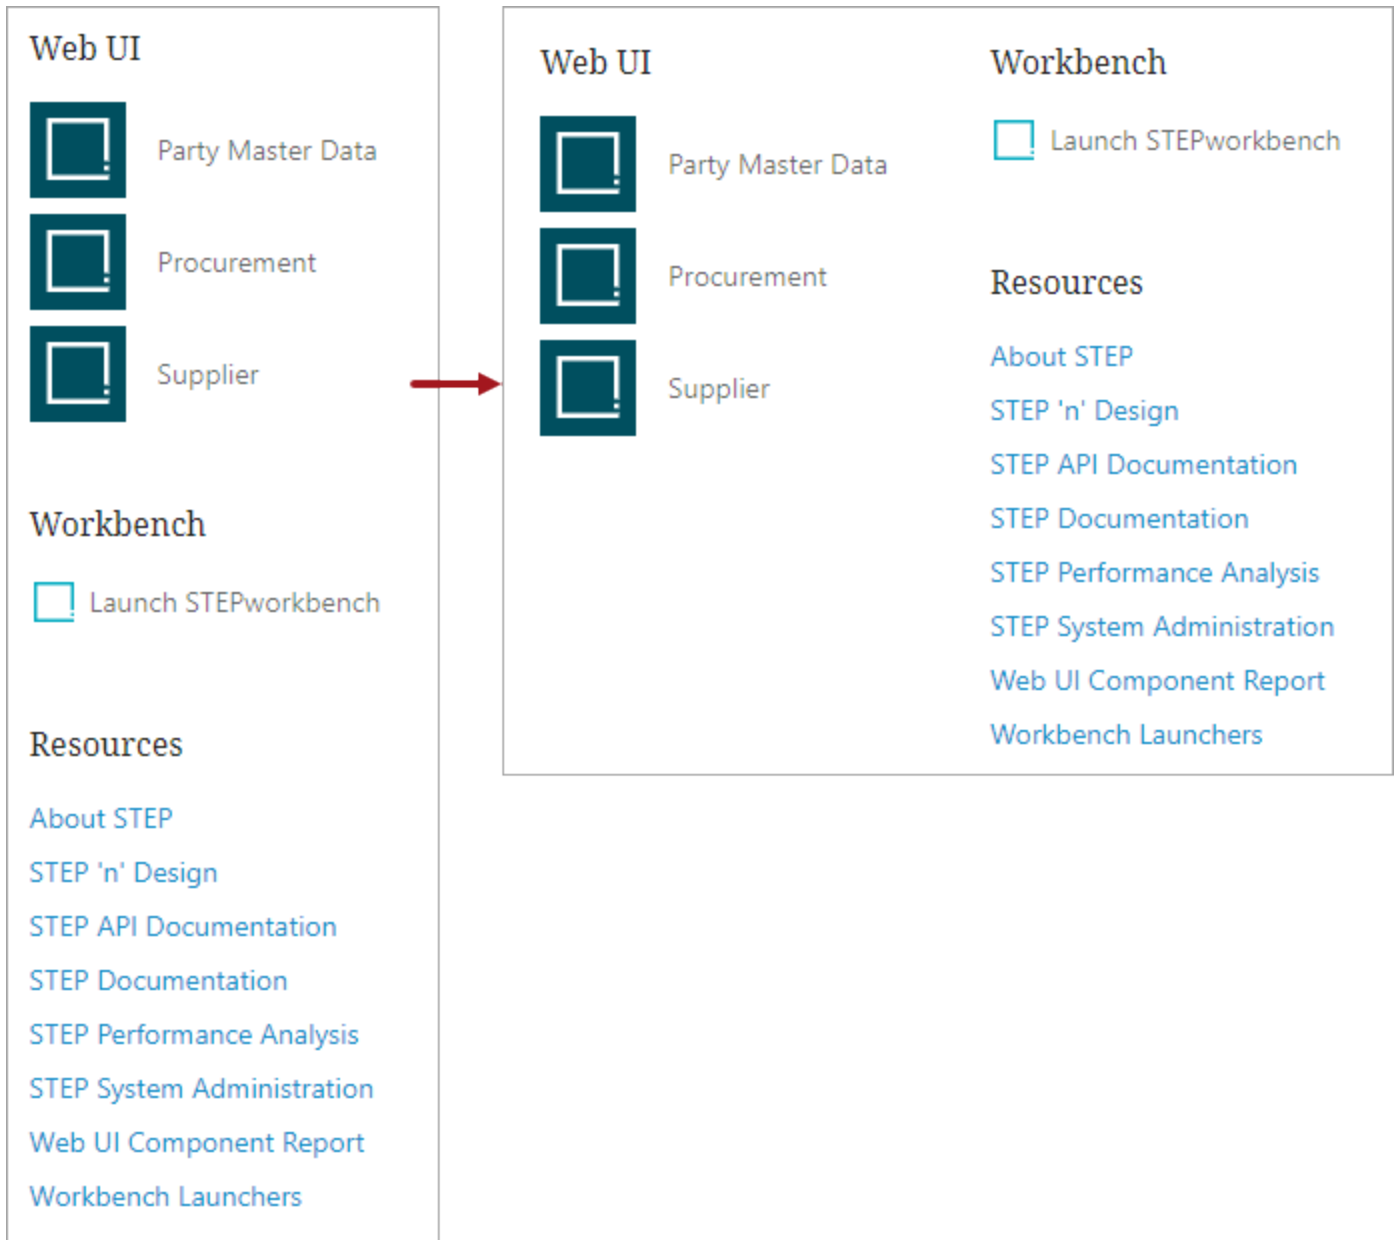 Web UI
Party Master Data
Procurement
Supplier
Workbench
Launch STEPworkbench
Resources
About STEP
STEP 'n' Design
STEP API Documentation
STEP Documentation
STEP Performance Analysis
STEP System Administration
Web UI Component Report
Workbench Launchers
Web UI
Party Master Data
Procurement
Supplier
Workbench
Launch STEPworkbench
Resources
About STEP
STEP 'n' Design
STEP API Documentation
STEP Documentation
STEP Performance Analysis
STEP System Administration
Web UI Component Report
Workbench Launchers